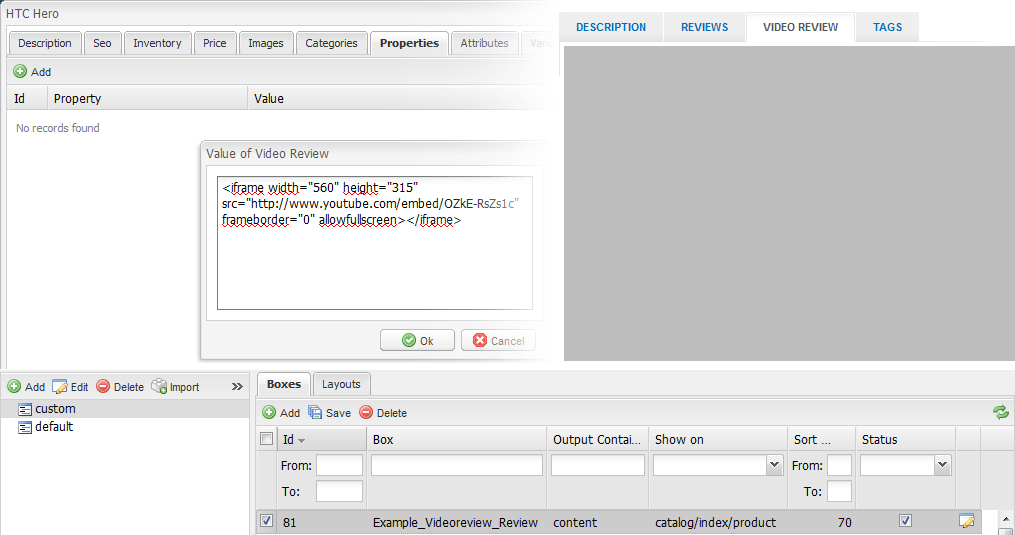 HTC Hero
Description Seo Inventory Price Images Categories Properties Attributes
Add
Id Property Value
No records found
Value of Video Review
<iframe width="560" height="315"
src="http://www.youtube.com/embed/OZkE-RsZs1c"
frameborder="0" allowfullscreen></iframe>
Ok Cancel
DESCRIPTION REVIEWS VIDEO REVIEW TAGS
Add Edit Delete Import »
custom
default
Boxes Layouts
Add Save Delete
Id Box Output Contai... Show on Sort ... Status
From: From:
To: To:
81 Example_Videoreview_Review content catalog/index/product 70